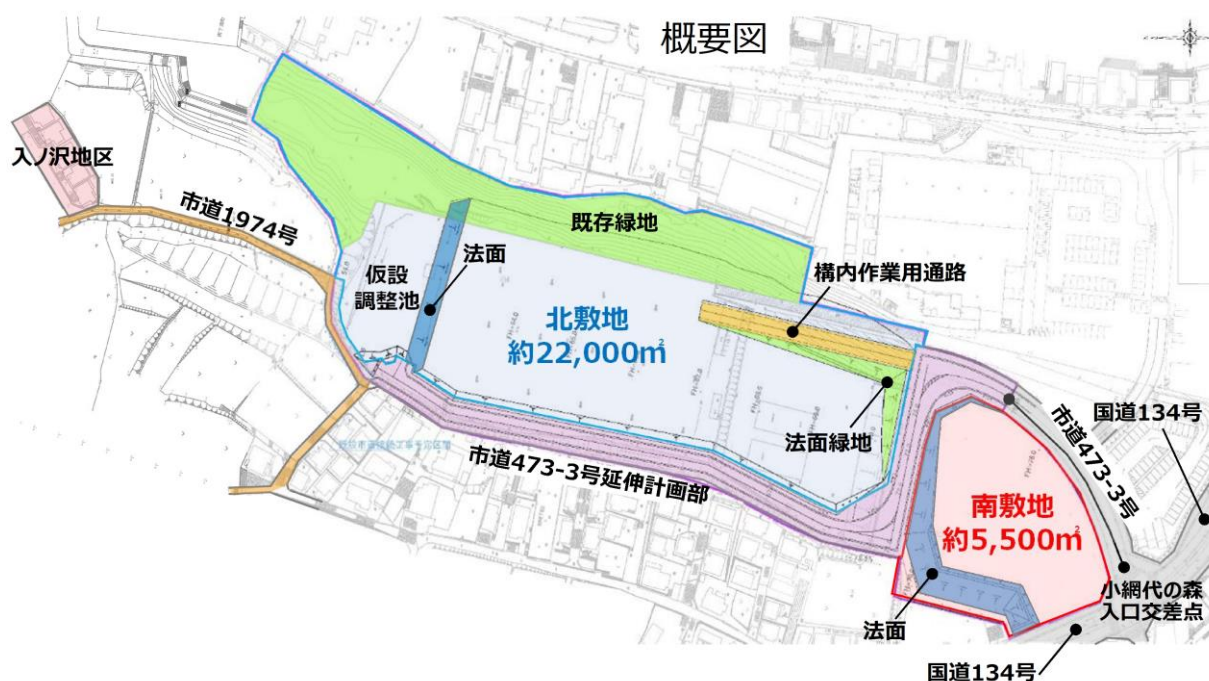 概要図
入ノ沢地区
市道1974号
既存緑地
法面
仮設
調整池
構内作業用通路
北敷地
約22,000㎡
国道134号
市道473-3号
法面緑地
市道473-3号延伸計画部
南敷地
約5,500㎡
小網代の森
入口交差点
法面
国道134号